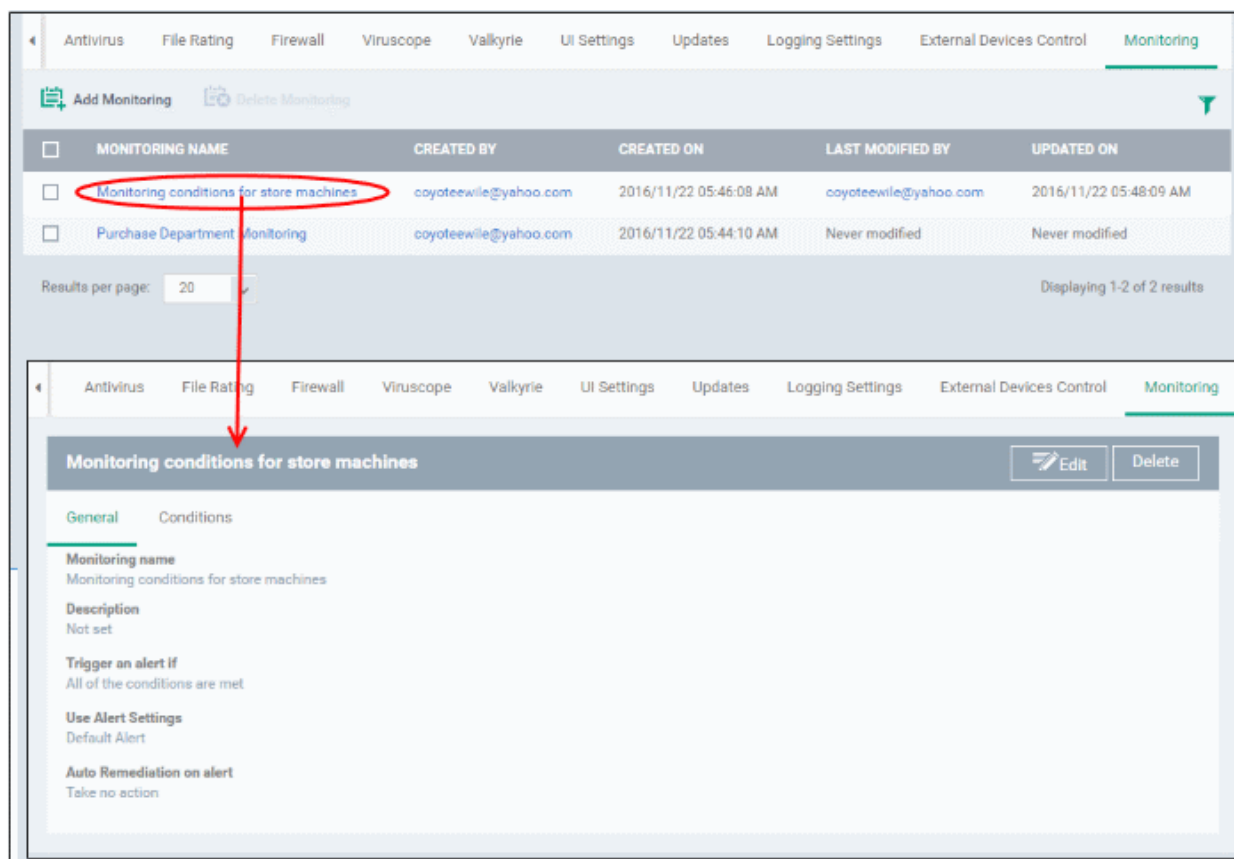 Antivirus File Rating Firewall Viruscope Valkyrie UI Settings Updates Logging Settings External Devices Control Monitoring
Add Monitoring Delete Monitoring
MONITORING NAME CREATED BY CREATED ON LAST MODIFIED BY UPDATED ON
Monitoring conditions for store machines coyoteewile@yahoo.com 2016/11/22 05:46:08 AM coyoteewile@yahoo.com 2016/11/22 05:48:09 AM
Purchase Department Monitoring coyoteewile@yahoo.com 2016/11/22 05:44:10 AM Never modified Never modified
Results per page: 20 Displaying 1-2 of 2 results
Antivirus File Rating Firewall Viruscope Valkyrie UI Settings Updates Logging Settings External Devices Control Monitoring
Monitoring conditions for store machines Edit Delete
General Conditions
Monitoring name
Monitoring conditions for store machines
Description
Not set
Trigger an alert if
All of the conditions are met
Use Alert Settings
Default Alert
Auto Remediation on alert
Take no action